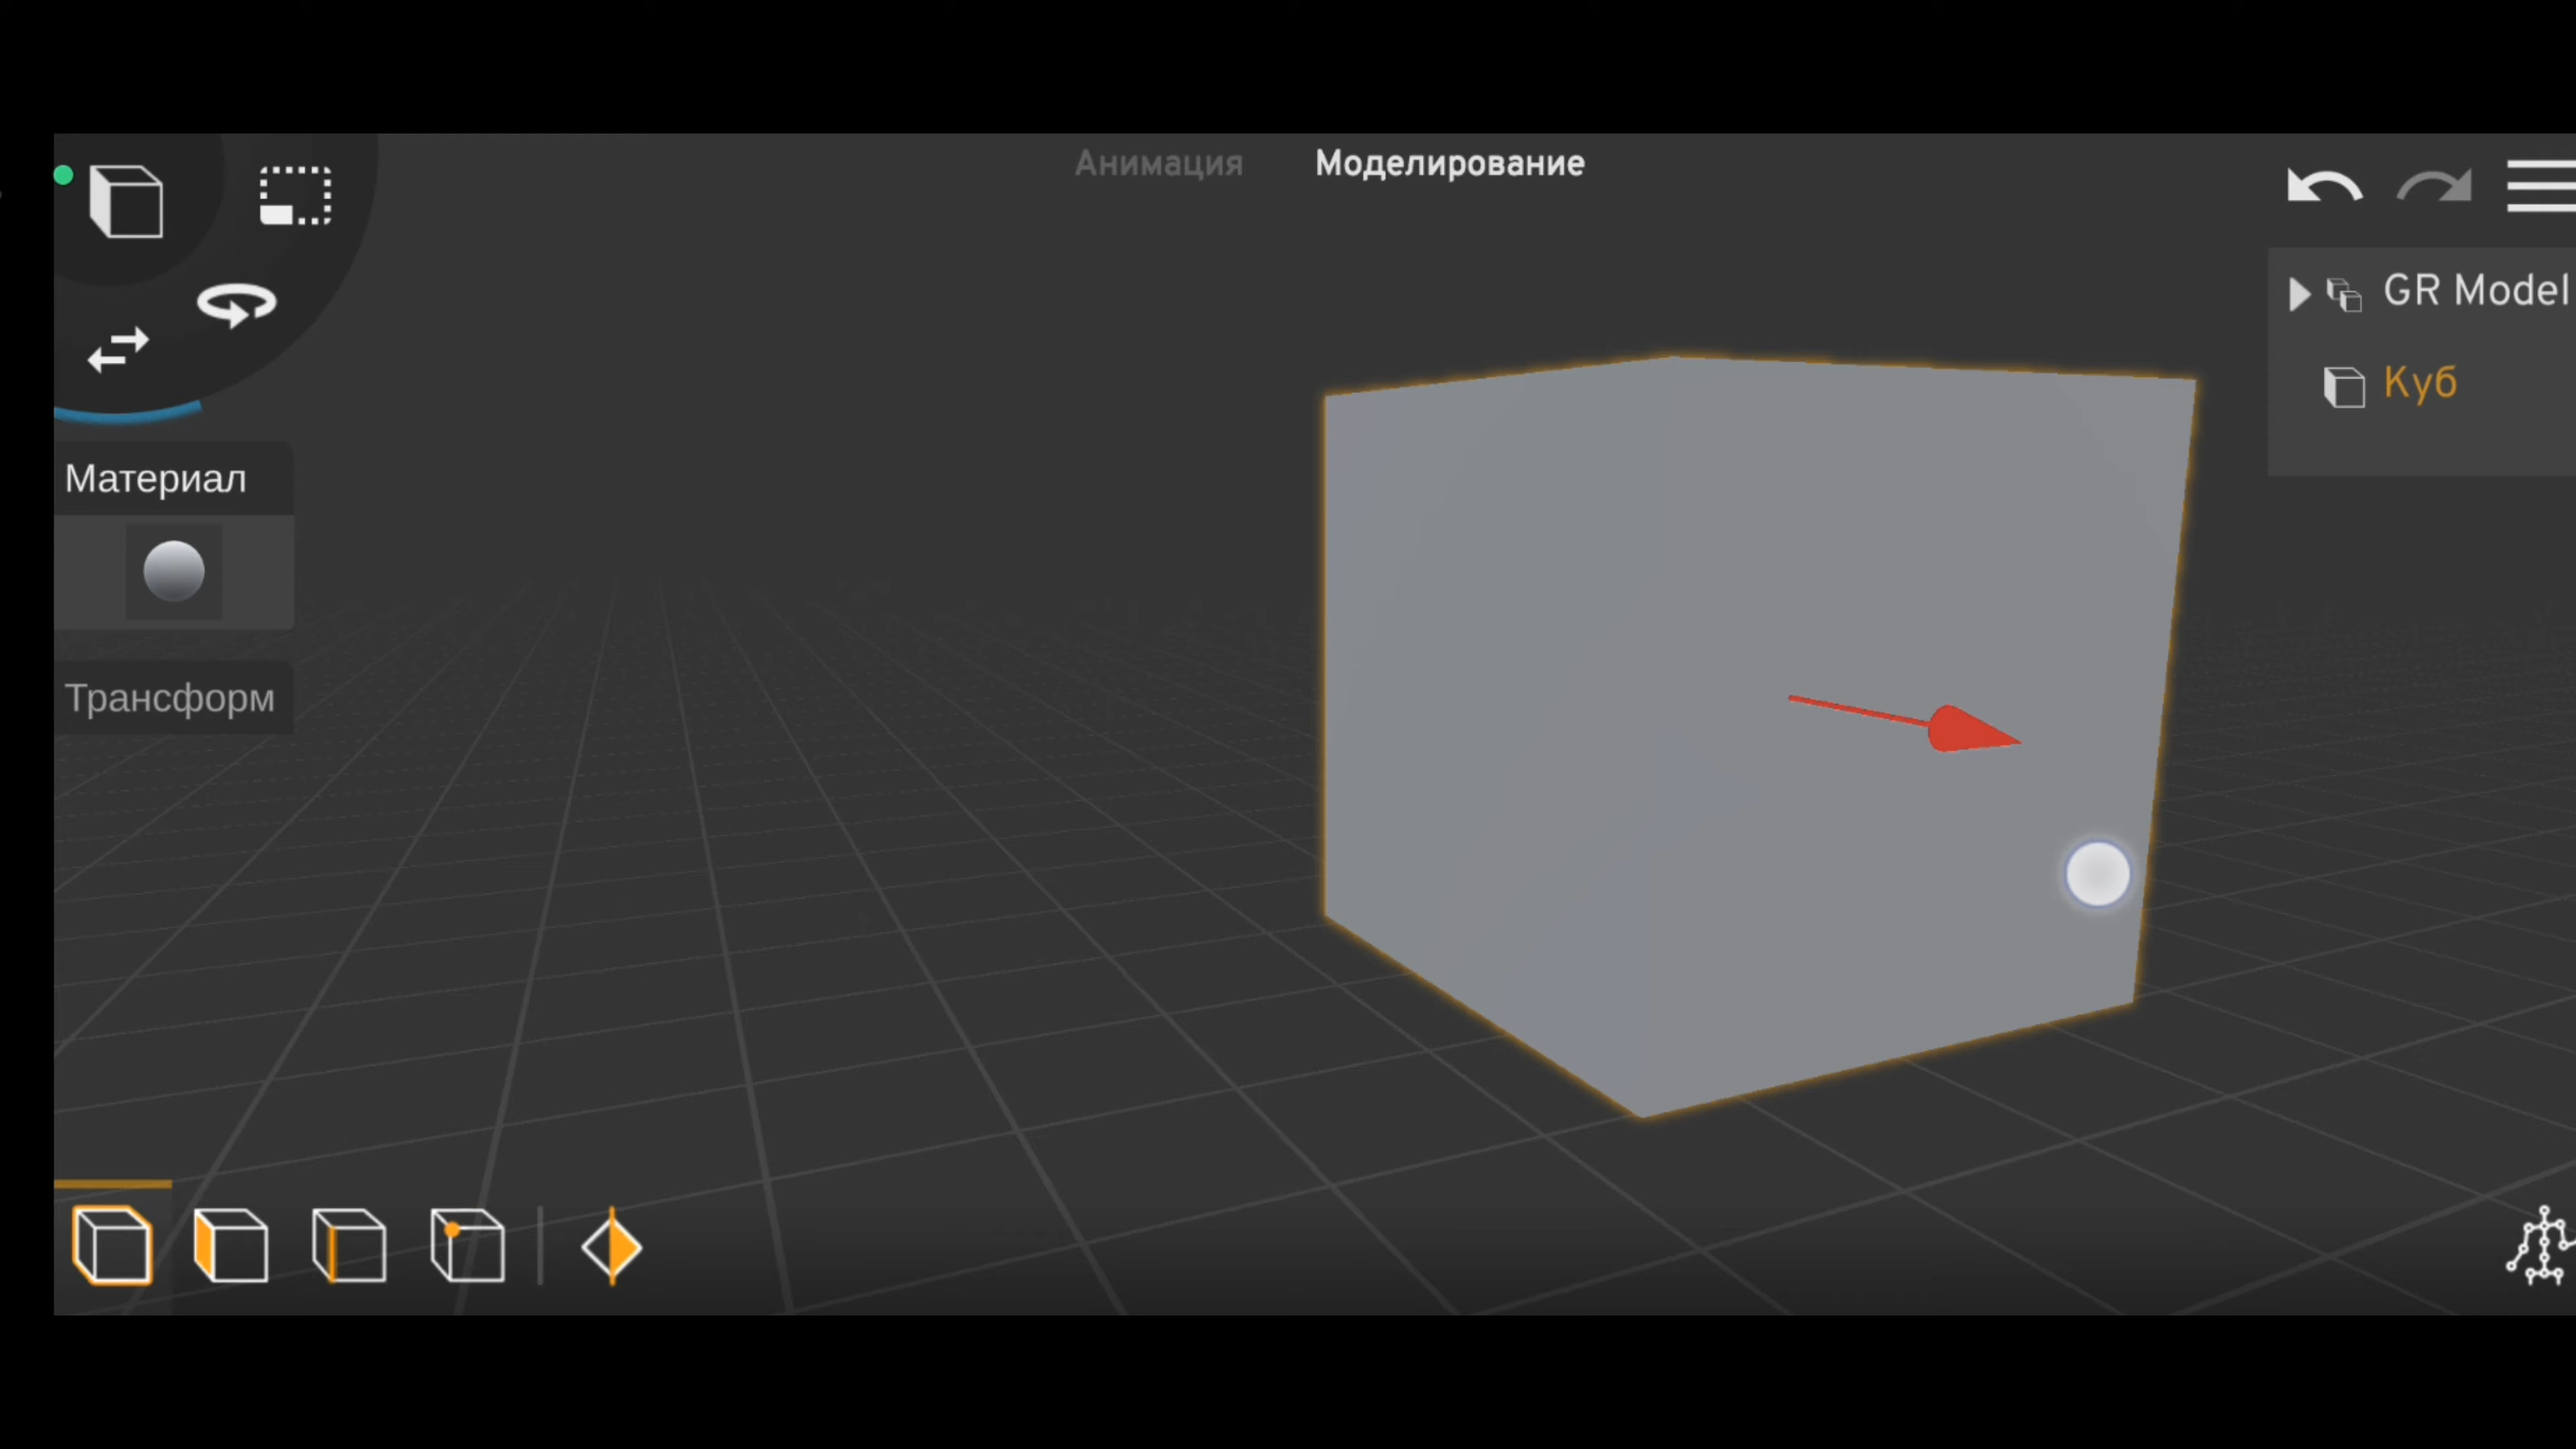 Анимация Моделирование
GR Model
Куб
Материал
Трансформ